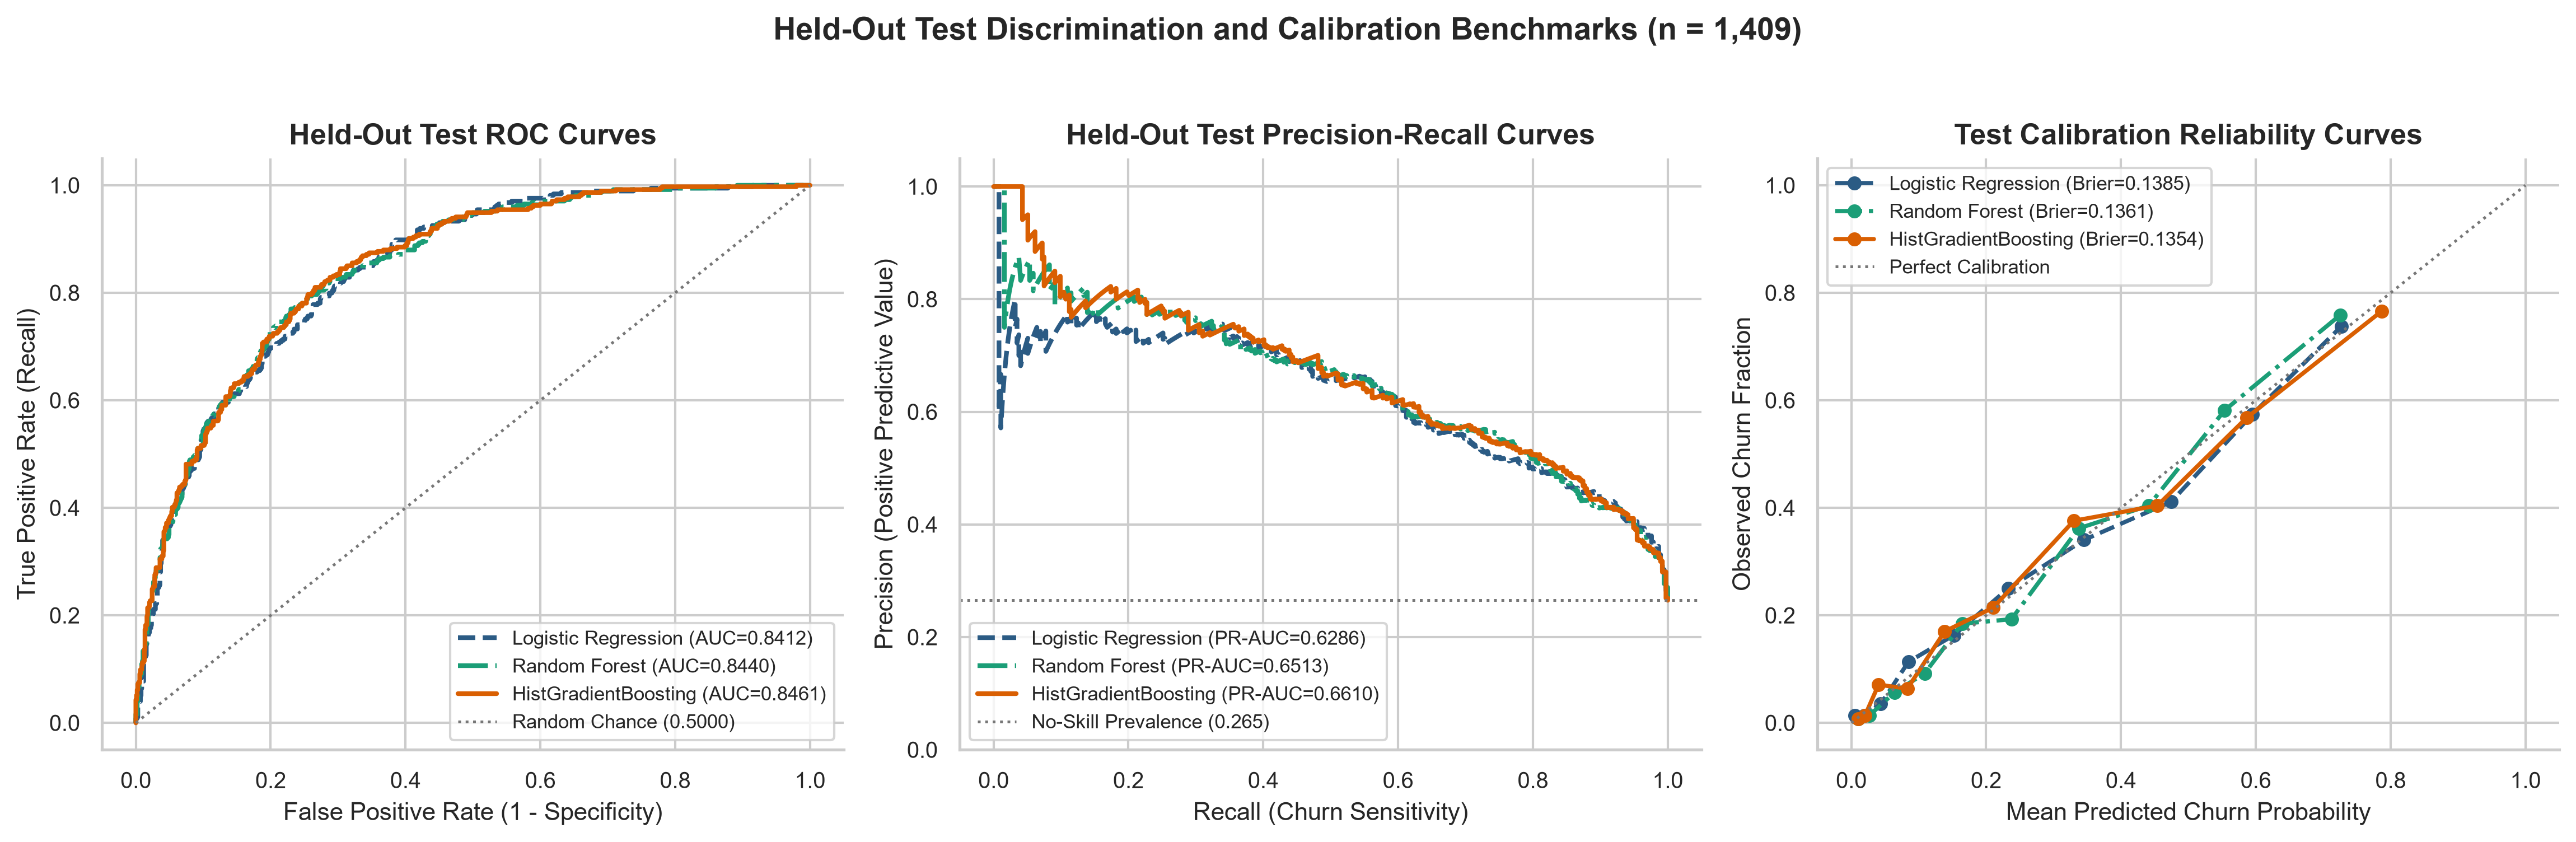 Held-Out Test Discrimination and Calibration Benchmarks (n = 1,409)
Held-Out Test ROC Curves
True Positive Rate (Recall)
1.0
0.8
0.6
0.4
0.2
0.0
0.0 0.2 0.4 0.6 0.8 1.0
False Positive Rate (1 - Specificity)
Logistic Regression (AUC=0.8412)
Random Forest (AUC=0.8440)
HistGradientBoosting (AUC=0.8461)
Random Chance (0.5000)
Held-Out Test Precision-Recall Curves
Precision (Positive Predictive Value)
1.0
0.8
0.6
0.4
0.2
0.0
0.0 0.2 0.4 0.6 0.8 1.0
Recall (Churn Sensitivity)
Logistic Regression (PR-AUC=0.6286)
Random Forest (PR-AUC=0.6513)
HistGradientBoosting (PR-AUC=0.6610)
No-Skill Prevalence (0.265)
Test Calibration Reliability Curves
Observed Churn Fraction
1.0
0.8
0.6
0.4
0.2
0.0
0.0 0.2 0.4 0.6 0.8 1.0
Mean Predicted Churn Probability
Logistic Regression (Brier=0.1385)
Random Forest (Brier=0.1361)
HistGradientBoosting (Brier=0.1354)
Perfect Calibration